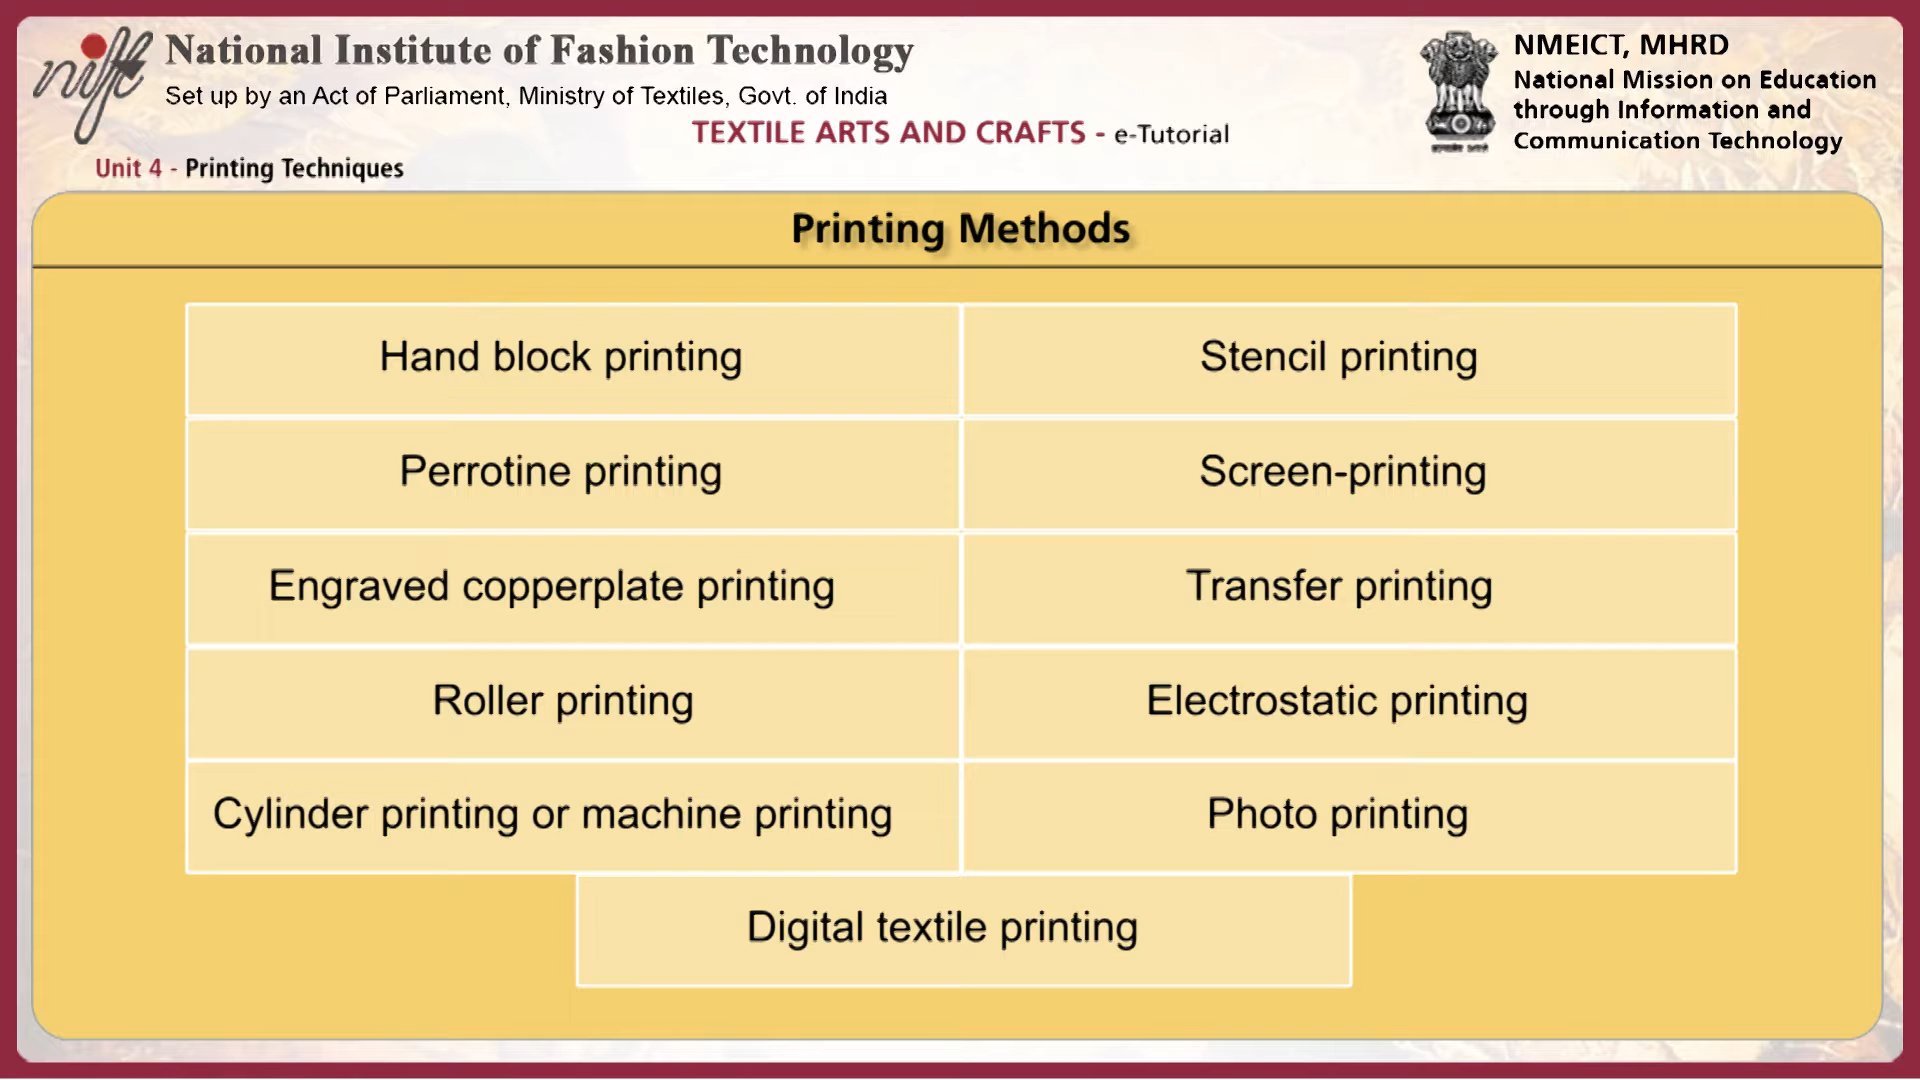 nift
National Institute of Fashion Technology
Set up by an Act of Parliament, Ministry of Textiles, Govt. of India
TEXTILE ARTS AND CRAFTS - e-Tutorial
NMEICT, MHRD
National Mission on Education
through Information and
Communication Technology
Unit 4 - Printing Techniques
Printing Methods
Hand block printing
Stencil printing
Perrotine printing
Screen-printing
Engraved copperplate printing
Transfer printing
Roller printing
Electrostatic printing
Cylinder printing or machine printing
Photo printing
Digital textile printing